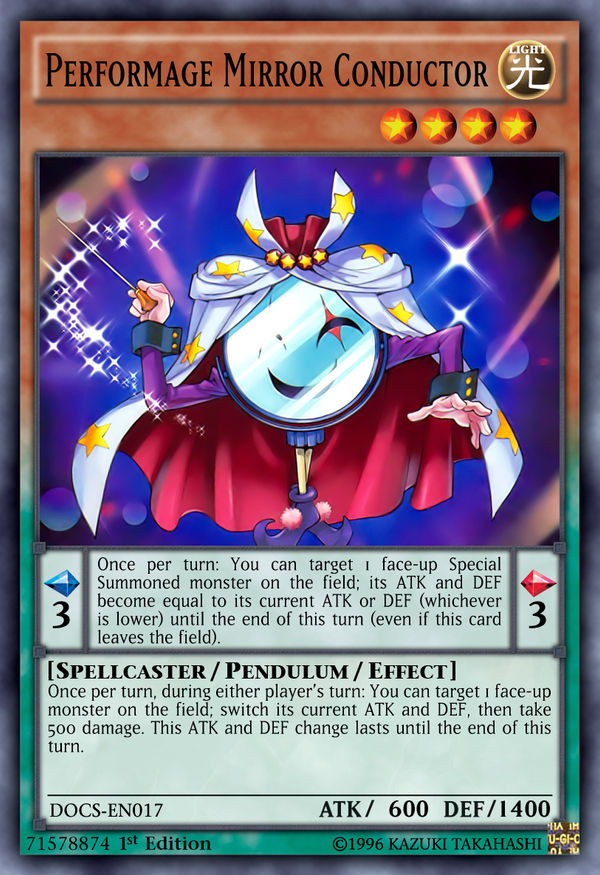 Performage Mirror Conductor
LIGHT
光
Once per turn: You can target 1 face-up Special
Summoned monster on the field; its ATK and DEF
become equal to its current ATK or DEF (whichever
is lower) until the end of this turn (even if this card
leaves the field).
3
3
[Spellcaster / Pendulum / Effect]
Once per turn, during either player's turn: You can target 1 face-up
monster on the field; switch its current ATK and DEF, then take
500 damage. This ATK and DEF change lasts until the end of this
turn.
DOCS-EN017
ATK/ 600 DEF/1400
71578874 1st Edition
©1996 KAZUKI TAKAHASHI